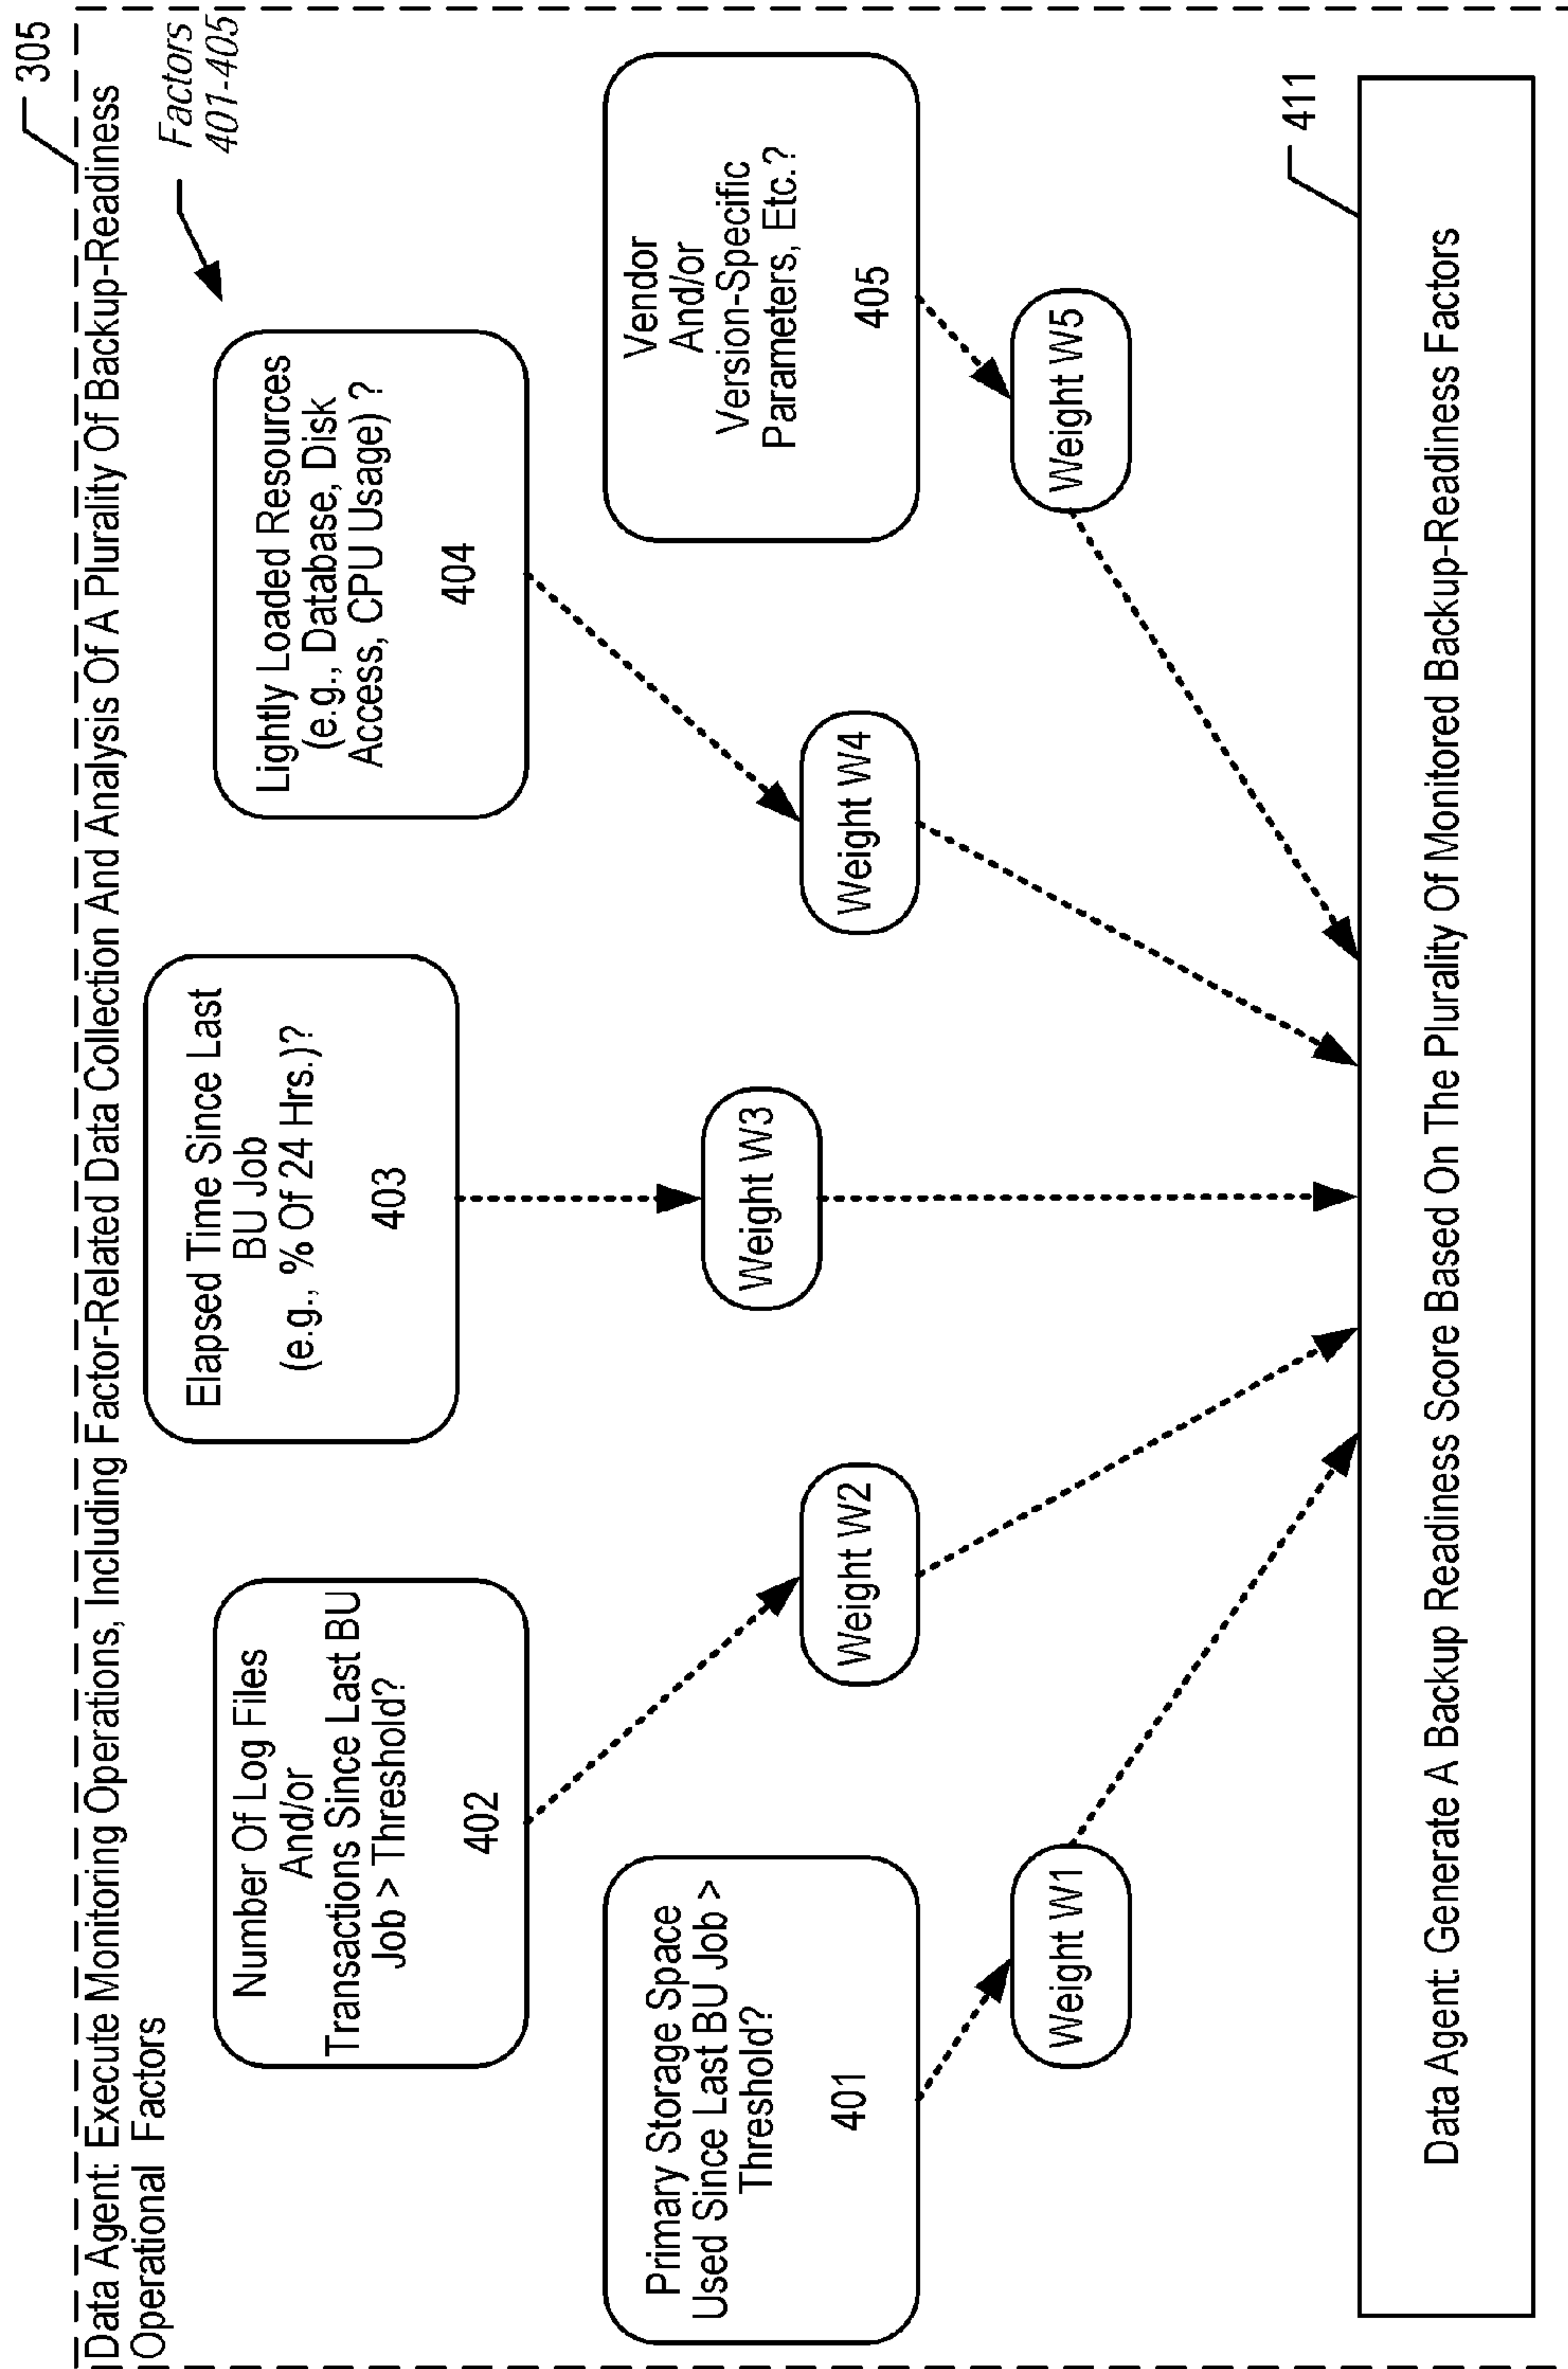 305
Data Agent: Execute Monitoring Operations, Including Factor-Related Data Collection And Analysis Of A Plurality Of Backup-Readiness
Operational Factors
Factors
401-405
Primary Storage Space
Used Since Last BU Job >
Threshold?
401
Number Of Log Files
And/or
Transactions Since Last BU
Job > Threshold?
402
Elapsed Time Since Last
BU Job
(e.g., % Of 24 Hrs.)?
403
Lightly Loaded Resources
(e.g., Database, Disk
Access, CPU Usage) ?
404
Vendor
And/or
Version-Specific
Parameters, Etc.?
405
Weight W1
Weight W2
Weight W3
Weight W4
Weight W5
411
Data Agent: Generate A Backup Readiness Score Based On The Plurality Of Monitored Backup-Readiness Factors